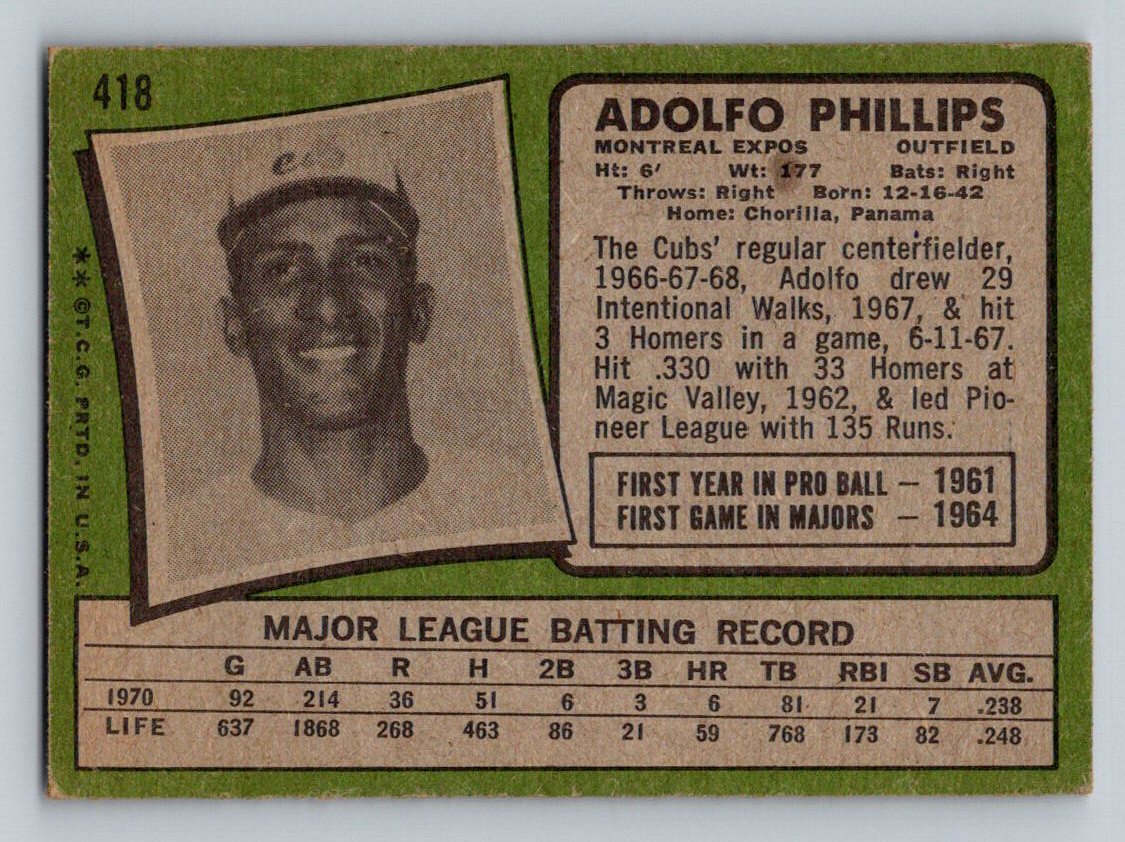 418
ADOLFO PHILLIPS
MONTREAL EXPOS OUTFIELD
Ht: 6' Wt: 177 Bats: Right
Throws: Right Born: 12-16-42
Home: Chorilla, Panama
The Cubs' regular centerfielder,
1966-67-68, Adolfo drew 29
Intentional Walks, 1967, & hit
3 Homers in a game, 6-11-67.
Hit .330 with 33 Homers at
Magic Valley, 1962, & led Pio-
neer League with 135 Runs.
FIRST YEAR IN PRO BALL — 1961
FIRST GAME IN MAJORS — 1964
** ©T.C.G. PRTD. IN U.S.A.
MAJOR LEAGUE BATTING RECORD
G AB R H 2B 3B HR TB RBI SB AVG.
1970 92 214 36 51 6 3 6 81 21 7 .238
LIFE 637 1868 268 463 86 21 59 768 173 82 .248